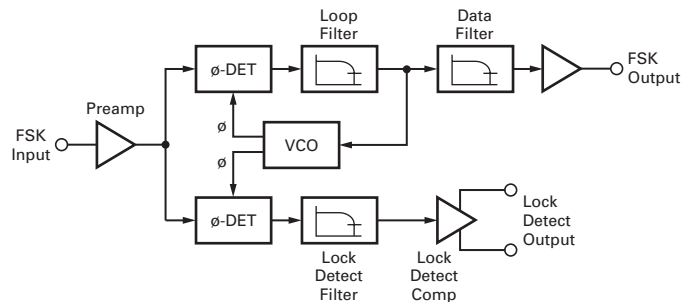 Loop
Filter
Data
Filter
ø-DET
FSK
Output
Preamp
ø
FSK
Input
VCO
ø
ø-DET
Lock
Detect
Output
Lock
Detect
Filter
Lock
Detect
Comp